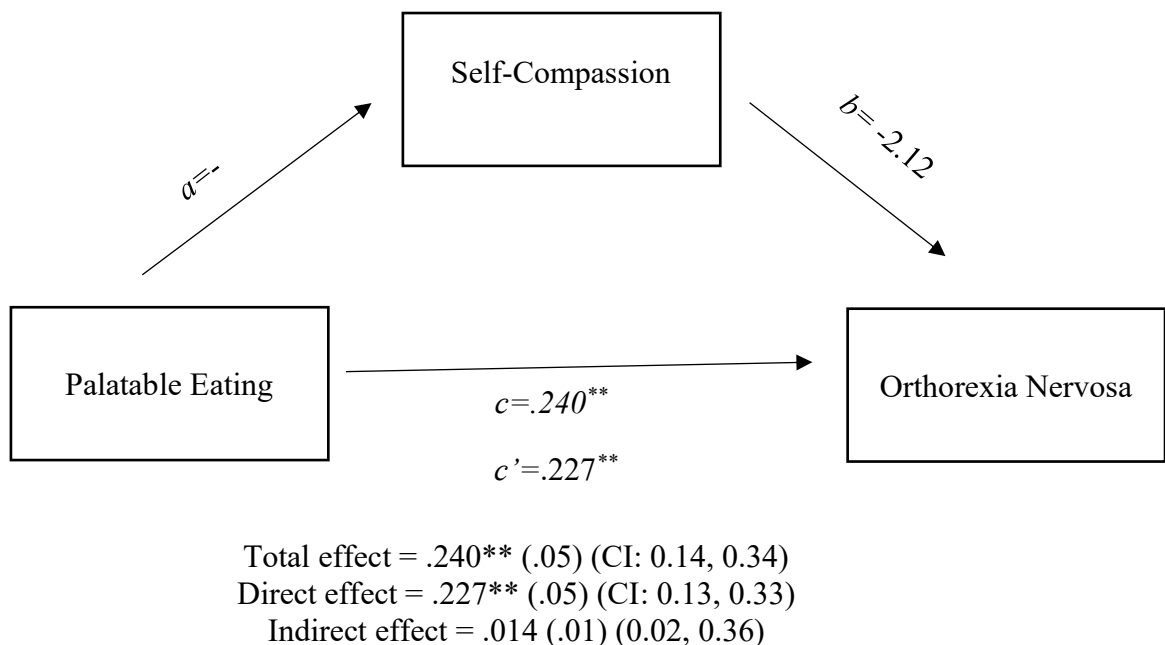 Self-Compassion
a=-
b= -2.12
Palatable Eating
Orthorexia Nervosa
c=.240**
c’=.227**
Total effect = .240** (.05) (CI: 0.14, 0.34)
Direct effect = .227** (.05) (CI: 0.13, 0.33)
Indirect effect = .014 (.01) (0.02, 0.36)